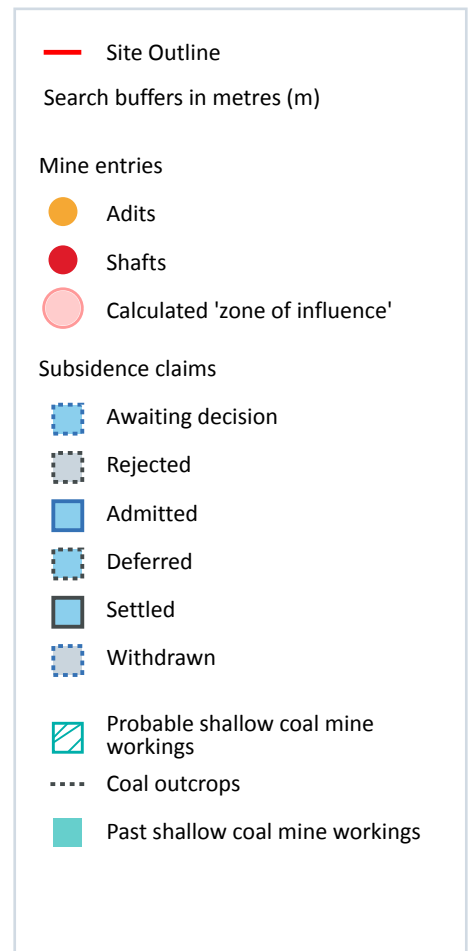 Site Outline
Search buffers in metres (m)
Mine entries
Adits
Shafts
Calculated 'zone of influence'
Subsidence claims
Awaiting decision
Rejected
Admitted
Deferred
Settled
Withdrawn
Probable shallow coal mine
workings
Coal outcrops
Past shallow coal mine workings